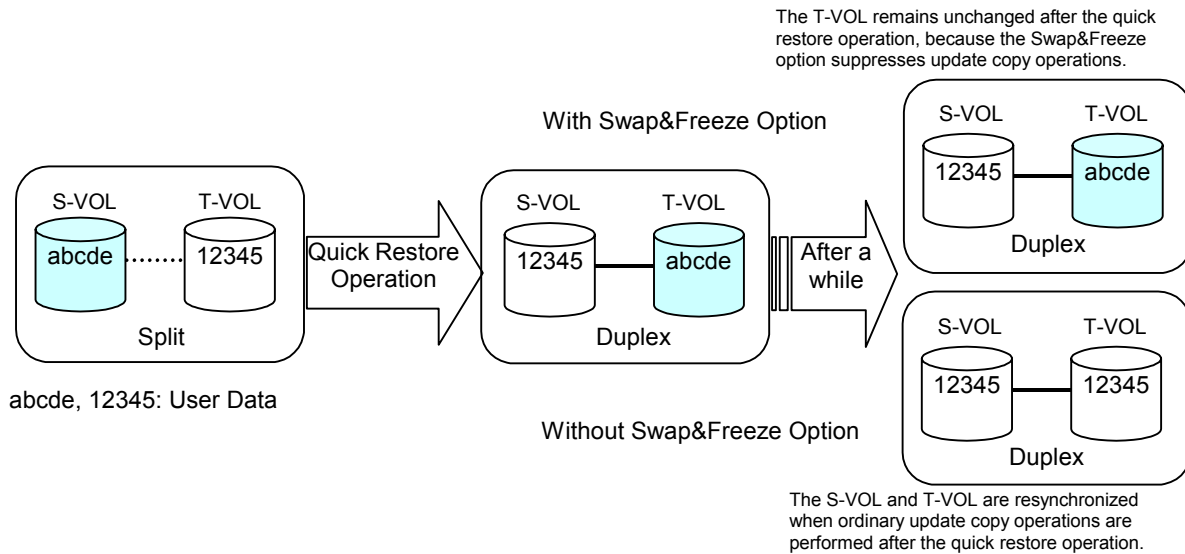 The T-VOL remains unchanged after the quick
restore operation, because the Swap&Freeze
option suppresses update copy operations.
With Swap&Freeze Option
S-VOL T-VOL
12345 abcde
Duplex
S-VOL T-VOL
abcde 12345
Split
Quick Restore
Operation
S-VOL T-VOL
12345 abcde
Duplex
After a
while
S-VOL T-VOL
12345 12345
Duplex
abcde, 12345: User Data
Without Swap&Freeze Option
The S-VOL and T-VOL are resynchronized
when ordinary update copy operations are
performed after the quick restore operation.